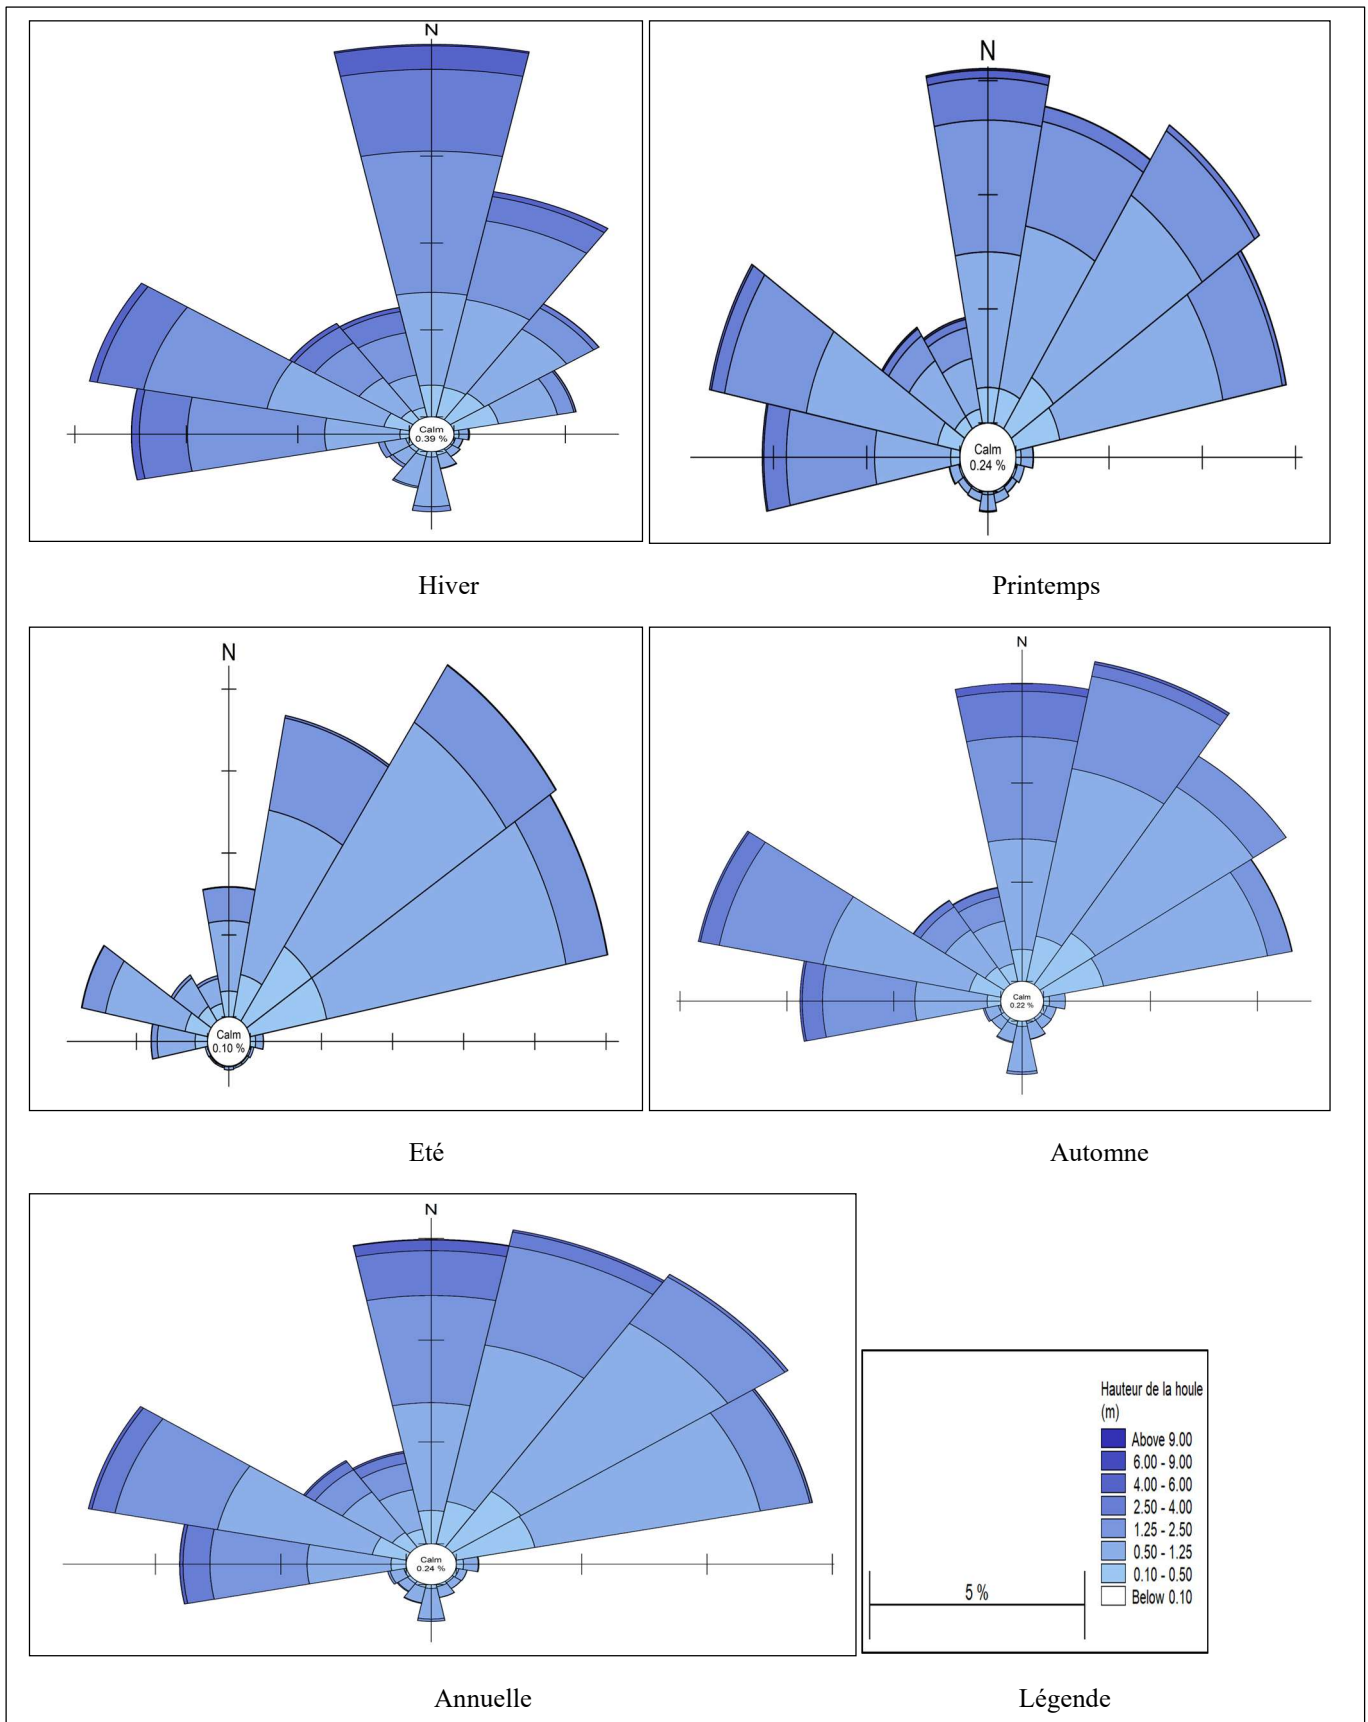 N
Calm
0.39 %
N
Calm
0.24 %
Hiver
Printemps
N
Calm
0.10 %
N
Calm
0.22 %
Eté
Automne
N
Calm
0.24 %
Hauteur de la houle
(m)
Above 9.00
6.00 - 9.00
4.00 - 6.00
2.50 - 4.00
1.25 - 2.50
0.50 - 1.25
0.10 - 0.50
Below 0.10
5 %
Annuelle
Légende